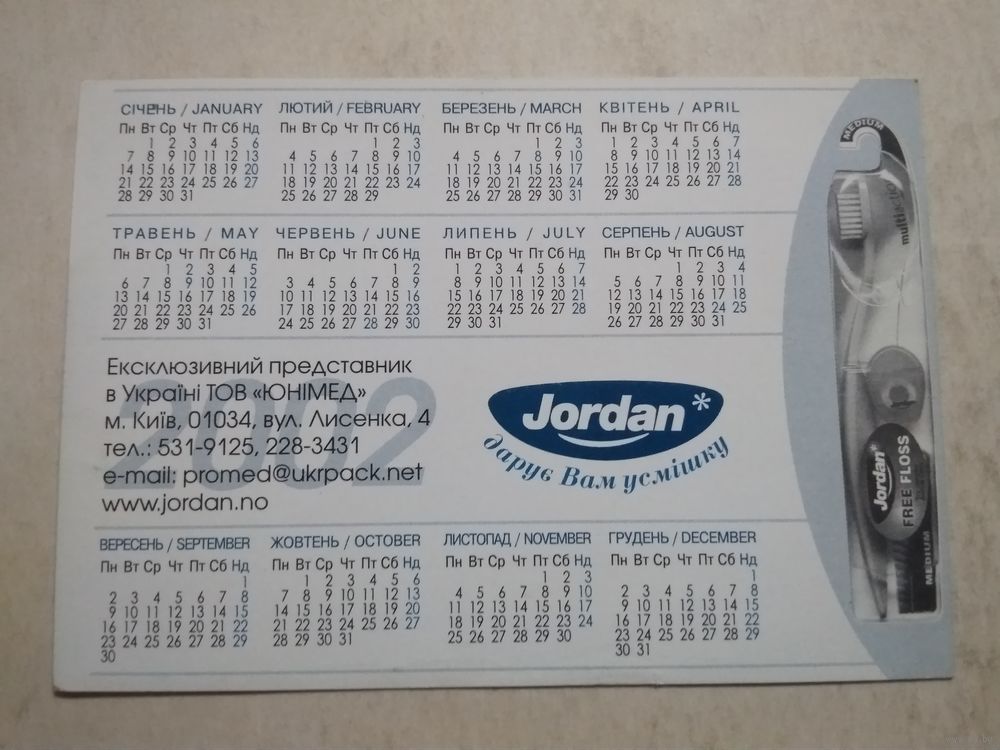 СІЧЕНЬ / JANUARY
Пн Вт Ср Чт Пт Сб Нд
1 2 3 4 5 6
7 8 9 10 11 12 13
14 15 16 17 18 19 20
21 22 23 24 25 26 27
28 29 30 31
ЛЮТИЙ / FEBRUARY
Пн Вт Ср Чт Пт Сб Нд
1 2 3
4 5 6 7 8 9 10
11 12 13 14 15 16 17
18 19 20 21 22 23 24
25 26 27 28 29
БЕРЕЗЕНЬ / MARCH
Пн Вт Ср Чт Пт Сб Нд
1 2 3
4 5 6 7 8 9 10
11 12 13 14 15 16 17
18 19 20 21 22 23 24
25 26 27 28 29 30 31
КВІТЕНЬ / APRIL
Пн Вт Ср Чт Пт Сб Нд
1 2 3 4 5 6 7
8 9 10 11 12 13 14
15 16 17 18 19 20 21
22 23 24 25 26 27 28
29 30
ТРАВЕНЬ / MAY
Пн Вт Ср Чт Пт Сб Нд
1 2 3 4 5
6 7 8 9 10 11 12
13 14 15 16 17 18 19
20 21 22 23 24 25 26
27 28 29 30 31
ЧЕРВЕНЬ / JUNE
Пн Вт Ср Чт Пт Сб Нд
1 2
3 4 5 6 7 8 9
10 11 12 13 14 15 16
17 18 19 20 21 22 23
24 25 26 27 28 29 30
ЛИПЕНЬ / JULY
Пн Вт Ср Чт Пт Сб Нд
1 2 3 4 5 6 7
8 9 10 11 12 13 14
15 16 17 18 19 20 21
22 23 24 25 26 27 28
29 30 31
СЕРПЕНЬ / AUGUST
Пн Вт Ср Чт Пт Сб Нд
1 2 3 4
5 6 7 8 9 10 11
12 13 14 15 16 17 18
19 20 21 22 23 24 25
26 27 28 29 30 31
2002
Ексклюзивний представник
в Україні ТОВ «ЮНІМЕД»
м. Київ, 01034, вул. Лисенка, 4
тел.: 531-9125, 228-3431
e-mail: promed@ukrpack.net
www.jordan.no
Jordan*
дарує Вам усмішку
ВЕРЕСЕНЬ / SEPTEMBER
Пн Вт Ср Чт Пт Сб Нд
1
2 3 4 5 6 7 8
9 10 11 12 13 14 15
16 17 18 19 20 21 22
23 24 25 26 27 28 29
30
ЖОВТЕНЬ / OCTOBER
Пн Вт Ср Чт Пт Сб Нд
1 2 3 4 5 6
7 8 9 10 11 12 13
14 15 16 17 18 19 20
21 22 23 24 25 26 27
28 29 30 31
ЛИСТОПАД / NOVEMBER
Пн Вт Ср Чт Пт Сб Нд
1 2 3
4 5 6 7 8 9 10
11 12 13 14 15 16 17
18 19 20 21 22 23 24
25 26 27 28 29 30
ГРУДЕНЬ / DECEMBER
Пн Вт Ср Чт Пт Сб Нд
1
2 3 4 5 6 7 8
9 10 11 12 13 14 15
16 17 18 19 20 21 22
23 24 25 26 27 28 29
30 31
MEDIUM
multiaction
Jordan*
FREE FLOSS
MEDIUM